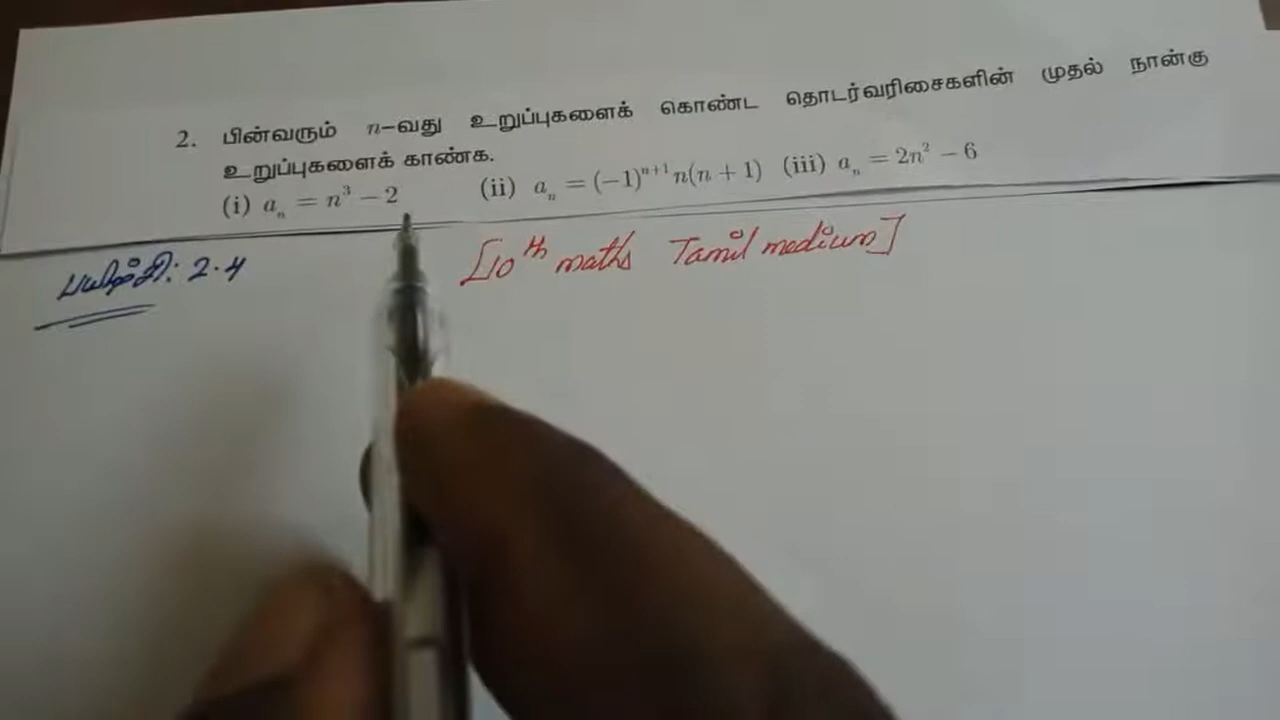 2. பின்வரும் n–வது உறுப்புகளைக் கொண்ட தொடர்வரிசைகளின் முதல் நான்கு
உறுப்புகளைக் காண்க.
(i) aₙ = n³ − 2 (ii) aₙ = (−1)ⁿ⁺¹ n(n + 1) (iii) aₙ = 2n² − 6
பயிற்சி: 2.4 [10th maths Tamil medium]